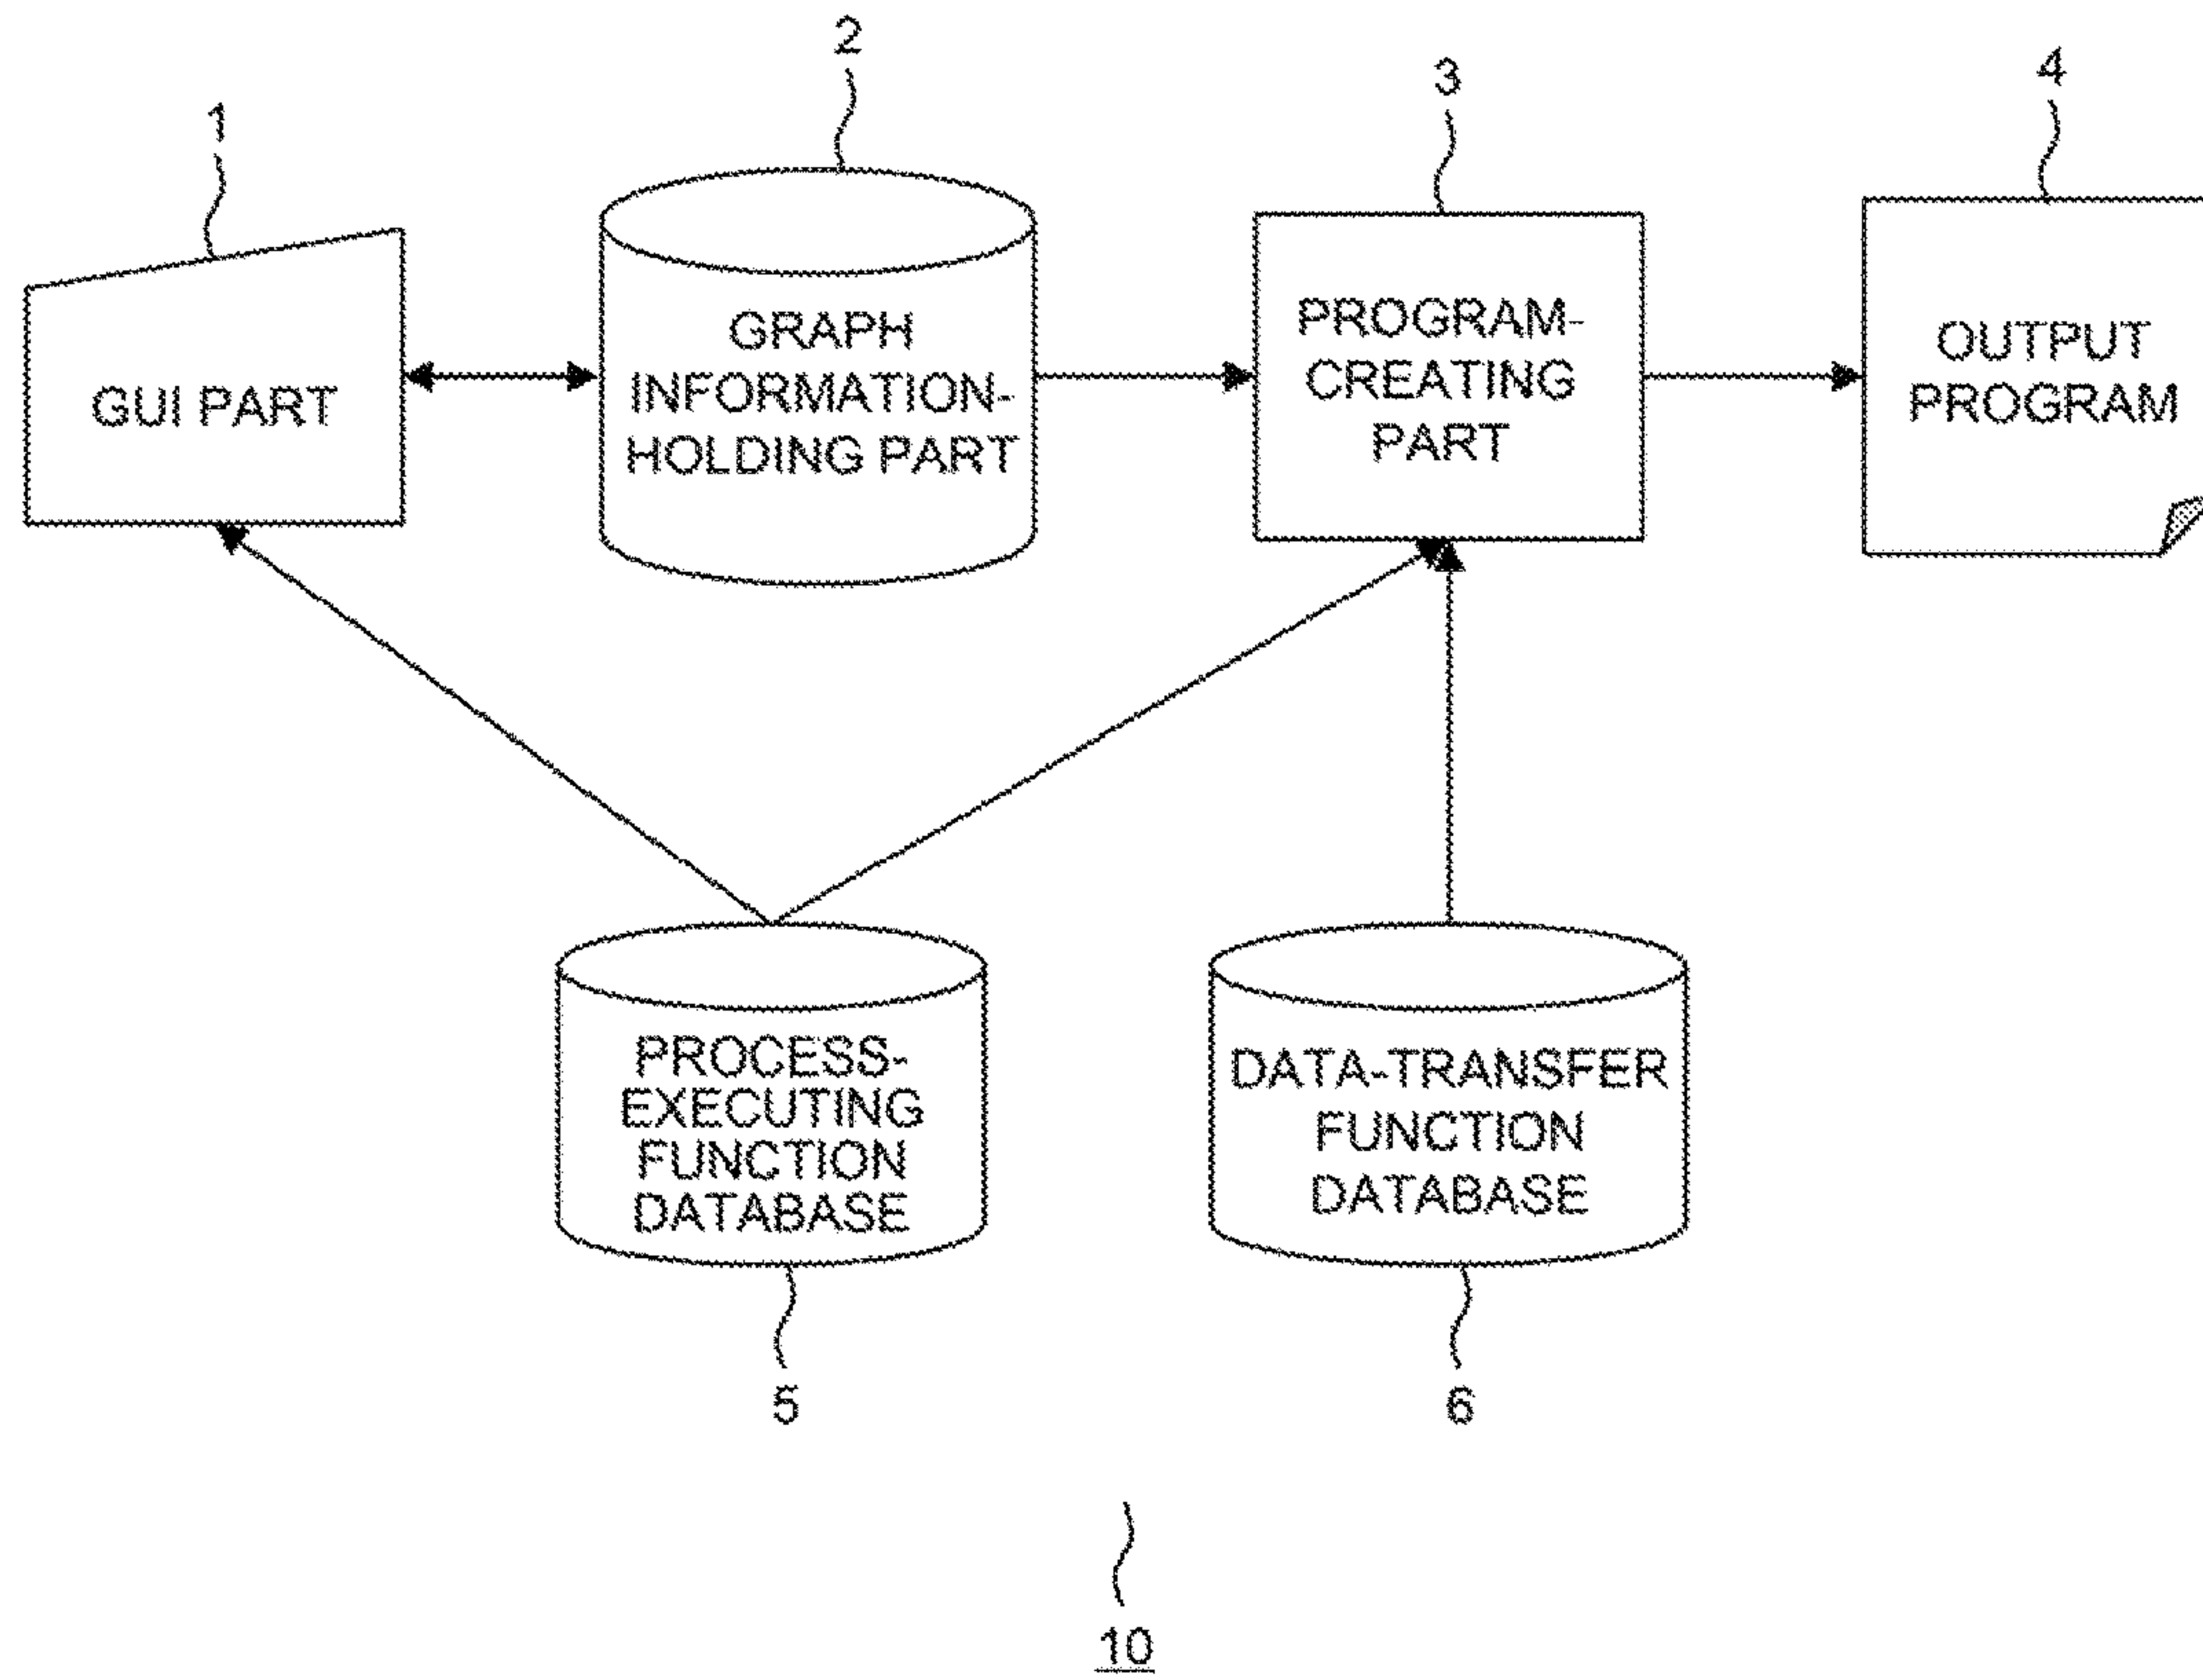 2
3
4
1
GUI PART
GRAPH
INFORMATION-
HOLDING PART
PROGRAM-
CREATING
PART
OUTPUT
PROGRAM
PROCESS-
EXECUTING
FUNCTION
DATABASE
DATA-TRANSFER
FUNCTION
DATABASE
5
6
10